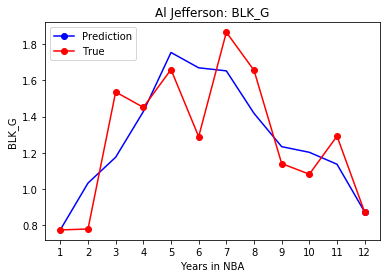 Al Jefferson: BLK_G
Prediction
True
1.8
1.6
1.4
1.2
1.0
0.8
BLK_G
1 2 3 4 5 6 7 8 9 10 11 12
Years in NBA